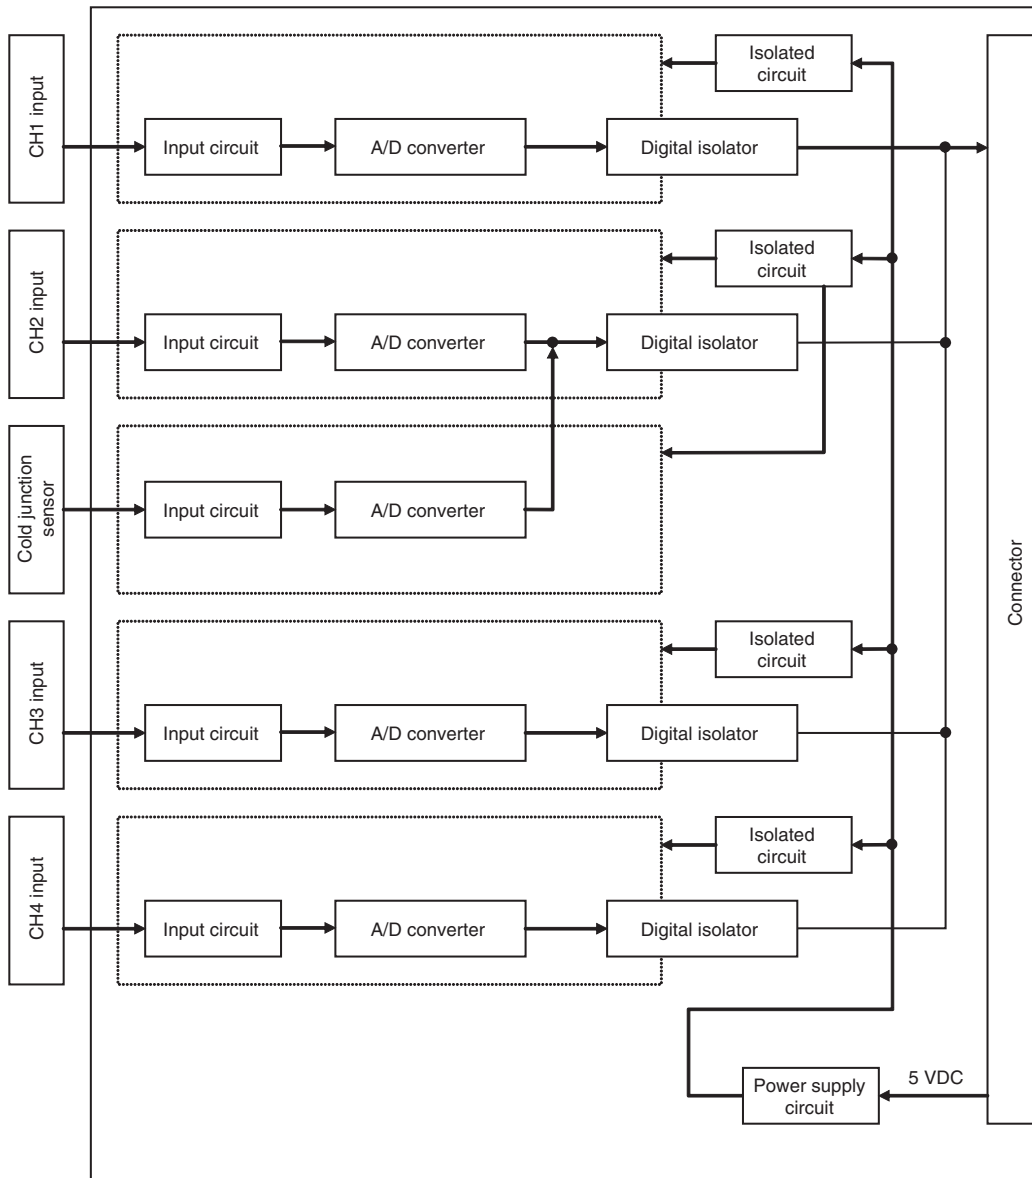 Isolated
circuit
CH1 input
Input circuit
A/D converter
Digital isolator
Isolated
circuit
CH2 input
Input circuit
A/D converter
Digital isolator
Cold junction
sensor
Input circuit
A/D converter
Connector
Isolated
circuit
CH3 input
Input circuit
A/D converter
Digital isolator
Isolated
circuit
CH4 input
Input circuit
A/D converter
Digital isolator
Power supply
circuit
5 VDC